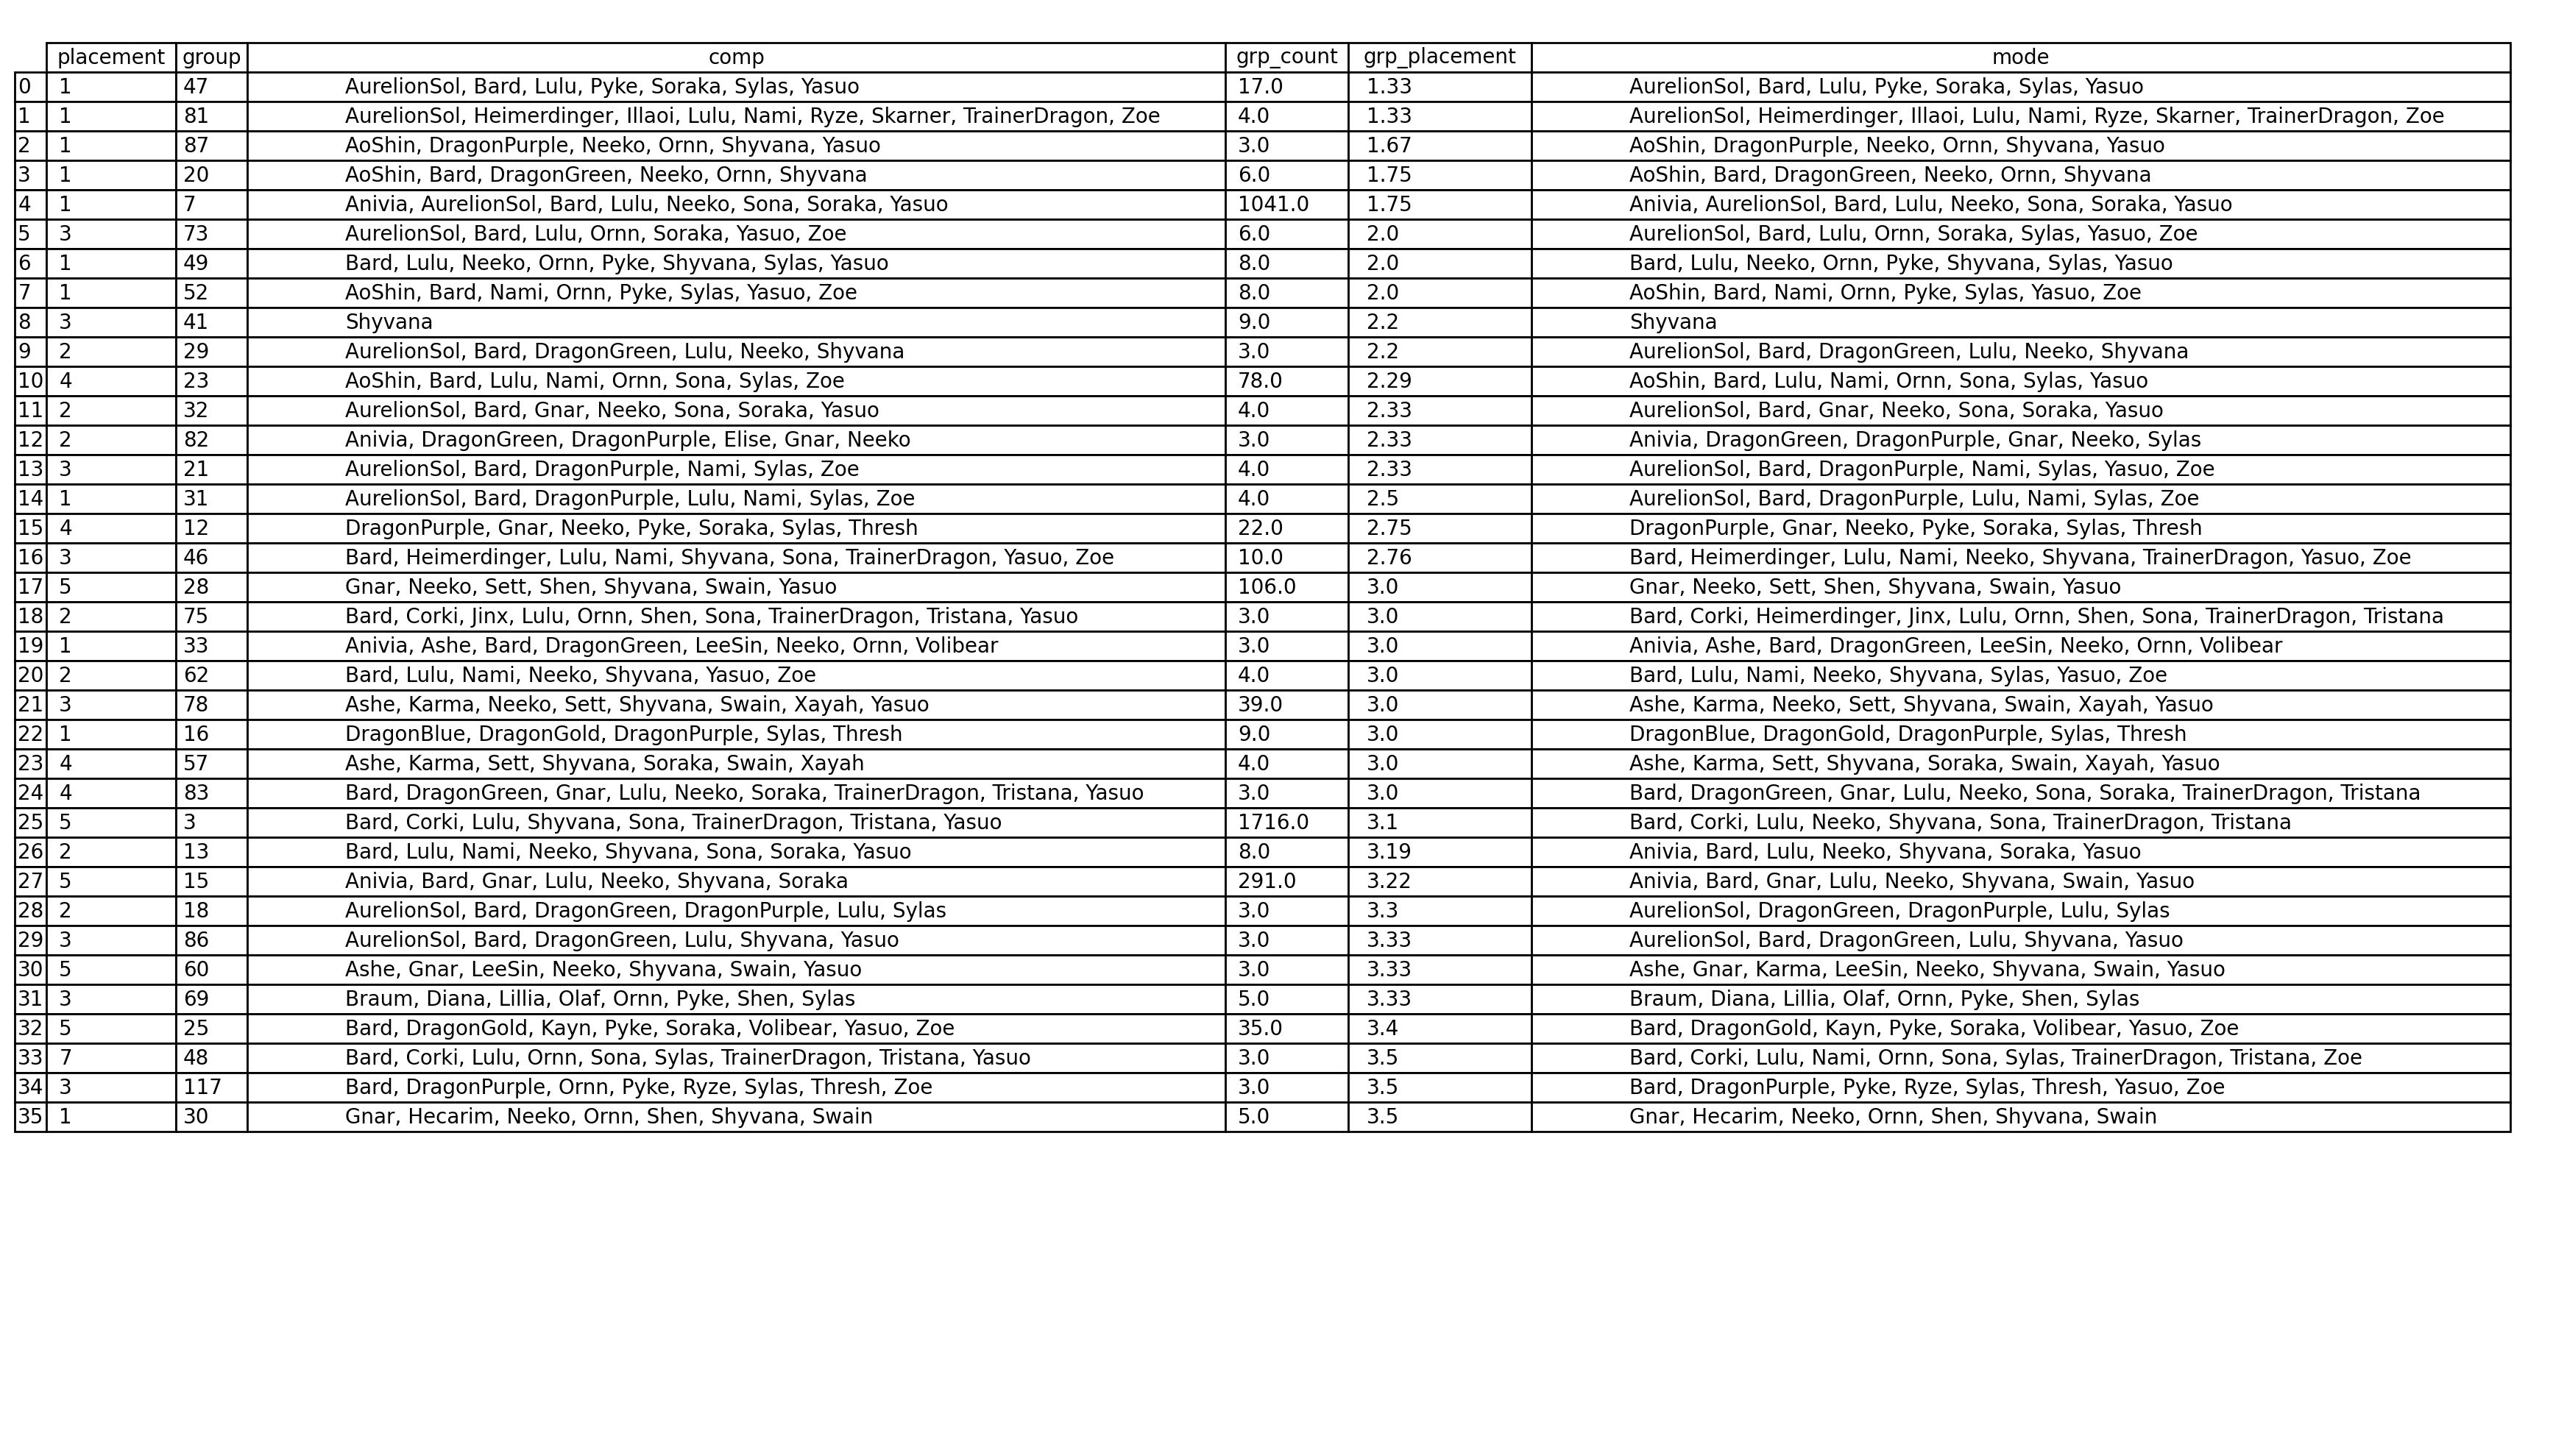 placement group comp grp_count grp_placement mode
0 1 47 AurelionSol, Bard, Lulu, Pyke, Soraka, Sylas, Yasuo 17.0 1.33 AurelionSol, Bard, Lulu, Pyke, Soraka, Sylas, Yasuo
1 1 81 AurelionSol, Heimerdinger, Illaoi, Lulu, Nami, Ryze, Skarner, TrainerDragon, Zoe 4.0 1.33 AurelionSol, Heimerdinger, Illaoi, Lulu, Nami, Ryze, Skarner, TrainerDragon, Zoe
2 1 87 AoShin, DragonPurple, Neeko, Ornn, Shyvana, Yasuo 3.0 1.67 AoShin, DragonPurple, Neeko, Ornn, Shyvana, Yasuo
3 1 20 AoShin, Bard, DragonGreen, Neeko, Ornn, Shyvana 6.0 1.75 AoShin, Bard, DragonGreen, Neeko, Ornn, Shyvana
4 1 7 Anivia, AurelionSol, Bard, Lulu, Neeko, Sona, Soraka, Yasuo 1041.0 1.75 Anivia, AurelionSol, Bard, Lulu, Neeko, Sona, Soraka, Yasuo
5 3 73 AurelionSol, Bard, Lulu, Ornn, Soraka, Yasuo, Zoe 6.0 2.0 AurelionSol, Bard, Lulu, Ornn, Soraka, Sylas, Yasuo, Zoe
6 1 49 Bard, Lulu, Neeko, Ornn, Pyke, Shyvana, Sylas, Yasuo 8.0 2.0 Bard, Lulu, Neeko, Ornn, Pyke, Shyvana, Sylas, Yasuo
7 1 52 AoShin, Bard, Nami, Ornn, Pyke, Sylas, Yasuo, Zoe 8.0 2.0 AoShin, Bard, Nami, Ornn, Pyke, Sylas, Yasuo, Zoe
8 3 41 Shyvana 9.0 2.2 Shyvana
9 2 29 AurelionSol, Bard, DragonGreen, Lulu, Neeko, Shyvana 3.0 2.2 AurelionSol, Bard, DragonGreen, Lulu, Neeko, Shyvana
10 4 23 AoShin, Bard, Lulu, Nami, Ornn, Sona, Sylas, Zoe 78.0 2.29 AoShin, Bard, Lulu, Nami, Ornn, Sona, Sylas, Yasuo
11 2 32 AurelionSol, Bard, Gnar, Neeko, Sona, Soraka, Yasuo 4.0 2.33 AurelionSol, Bard, Gnar, Neeko, Sona, Soraka, Yasuo
12 2 82 Anivia, DragonGreen, DragonPurple, Elise, Gnar, Neeko 3.0 2.33 Anivia, DragonGreen, DragonPurple, Gnar, Neeko, Sylas
13 3 21 AurelionSol, Bard, DragonPurple, Nami, Sylas, Zoe 4.0 2.33 AurelionSol, Bard, DragonPurple, Nami, Sylas, Yasuo, Zoe
14 1 31 AurelionSol, Bard, DragonPurple, Lulu, Nami, Sylas, Zoe 4.0 2.5 AurelionSol, Bard, DragonPurple, Lulu, Nami, Sylas, Zoe
15 4 12 DragonPurple, Gnar, Neeko, Pyke, Soraka, Sylas, Thresh 22.0 2.75 DragonPurple, Gnar, Neeko, Pyke, Soraka, Sylas, Thresh
16 3 46 Bard, Heimerdinger, Lulu, Nami, Shyvana, Sona, TrainerDragon, Yasuo, Zoe 10.0 2.76 Bard, Heimerdinger, Lulu, Nami, Neeko, Shyvana, TrainerDragon, Yasuo, Zoe
17 5 28 Gnar, Neeko, Sett, Shen, Shyvana, Swain, Yasuo 106.0 3.0 Gnar, Neeko, Sett, Shen, Shyvana, Swain, Yasuo
18 2 75 Bard, Corki, Jinx, Lulu, Ornn, Shen, Sona, TrainerDragon, Tristana, Yasuo 3.0 3.0 Bard, Corki, Heimerdinger, Jinx, Lulu, Ornn, Shen, Sona, TrainerDragon, Tristana
19 1 33 Anivia, Ashe, Bard, DragonGreen, LeeSin, Neeko, Ornn, Volibear 3.0 3.0 Anivia, Ashe, Bard, DragonGreen, LeeSin, Neeko, Ornn, Volibear
20 2 62 Bard, Lulu, Nami, Neeko, Shyvana, Yasuo, Zoe 4.0 3.0 Bard, Lulu, Nami, Neeko, Shyvana, Sylas, Yasuo, Zoe
21 3 78 Ashe, Karma, Neeko, Sett, Shyvana, Swain, Xayah, Yasuo 39.0 3.0 Ashe, Karma, Neeko, Sett, Shyvana, Swain, Xayah, Yasuo
22 1 16 DragonBlue, DragonGold, DragonPurple, Sylas, Thresh 9.0 3.0 DragonBlue, DragonGold, DragonPurple, Sylas, Thresh
23 4 57 Ashe, Karma, Sett, Shyvana, Soraka, Swain, Xayah 4.0 3.0 Ashe, Karma, Sett, Shyvana, Soraka, Swain, Xayah, Yasuo
24 4 83 Bard, DragonGreen, Gnar, Lulu, Neeko, Soraka, TrainerDragon, Tristana, Yasuo 3.0 3.0 Bard, DragonGreen, Gnar, Lulu, Neeko, Sona, Soraka, TrainerDragon, Tristana
25 5 3 Bard, Corki, Lulu, Shyvana, Sona, TrainerDragon, Tristana, Yasuo 1716.0 3.1 Bard, Corki, Lulu, Neeko, Shyvana, Sona, TrainerDragon, Tristana
26 2 13 Bard, Lulu, Nami, Neeko, Shyvana, Sona, Soraka, Yasuo 8.0 3.19 Anivia, Bard, Lulu, Neeko, Shyvana, Soraka, Yasuo
27 5 15 Anivia, Bard, Gnar, Lulu, Neeko, Shyvana, Soraka 291.0 3.22 Anivia, Bard, Gnar, Lulu, Neeko, Shyvana, Swain, Yasuo
28 2 18 AurelionSol, Bard, DragonGreen, DragonPurple, Lulu, Sylas 3.0 3.3 AurelionSol, DragonGreen, DragonPurple, Lulu, Sylas
29 3 86 AurelionSol, Bard, DragonGreen, Lulu, Shyvana, Yasuo 3.0 3.33 AurelionSol, Bard, DragonGreen, Lulu, Shyvana, Yasuo
30 5 60 Ashe, Gnar, LeeSin, Neeko, Shyvana, Swain, Yasuo 3.0 3.33 Ashe, Gnar, Karma, LeeSin, Neeko, Shyvana, Swain, Yasuo
31 3 69 Braum, Diana, Lillia, Olaf, Ornn, Pyke, Shen, Sylas 5.0 3.33 Braum, Diana, Lillia, Olaf, Ornn, Pyke, Shen, Sylas
32 5 25 Bard, DragonGold, Kayn, Pyke, Soraka, Volibear, Yasuo, Zoe 35.0 3.4 Bard, DragonGold, Kayn, Pyke, Soraka, Volibear, Yasuo, Zoe
33 7 48 Bard, Corki, Lulu, Ornn, Sona, Sylas, TrainerDragon, Tristana, Yasuo 3.0 3.5 Bard, Corki, Lulu, Nami, Ornn, Sona, Sylas, TrainerDragon, Tristana, Zoe
34 3 117 Bard, DragonPurple, Ornn, Pyke, Ryze, Sylas, Thresh, Zoe 3.0 3.5 Bard, DragonPurple, Pyke, Ryze, Sylas, Thresh, Yasuo, Zoe
35 1 30 Gnar, Hecarim, Neeko, Ornn, Shen, Shyvana, Swain 5.0 3.5 Gnar, Hecarim, Neeko, Ornn, Shen, Shyvana, Swain